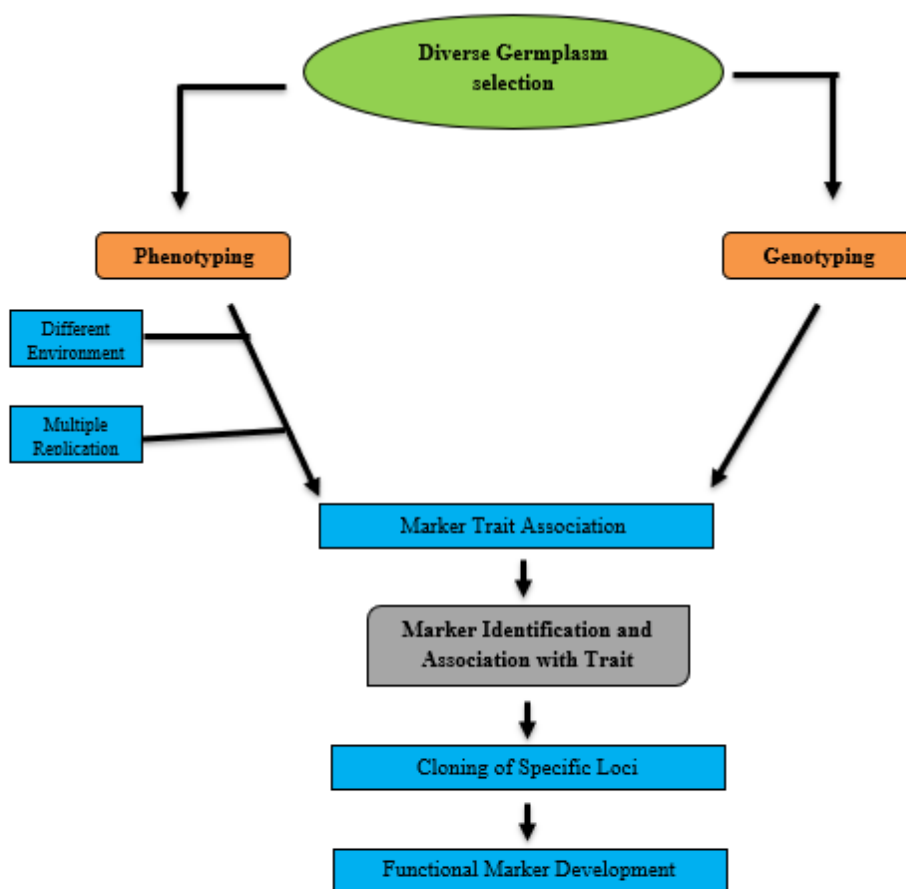 Diverse Germplasm
selection
Phenotyping
Genotyping
Different
Environment
Multiple
Replication
Marker Trait Association
Marker Identification and
Association with Trait
Cloning of Specific Loci
Functional Marker Development